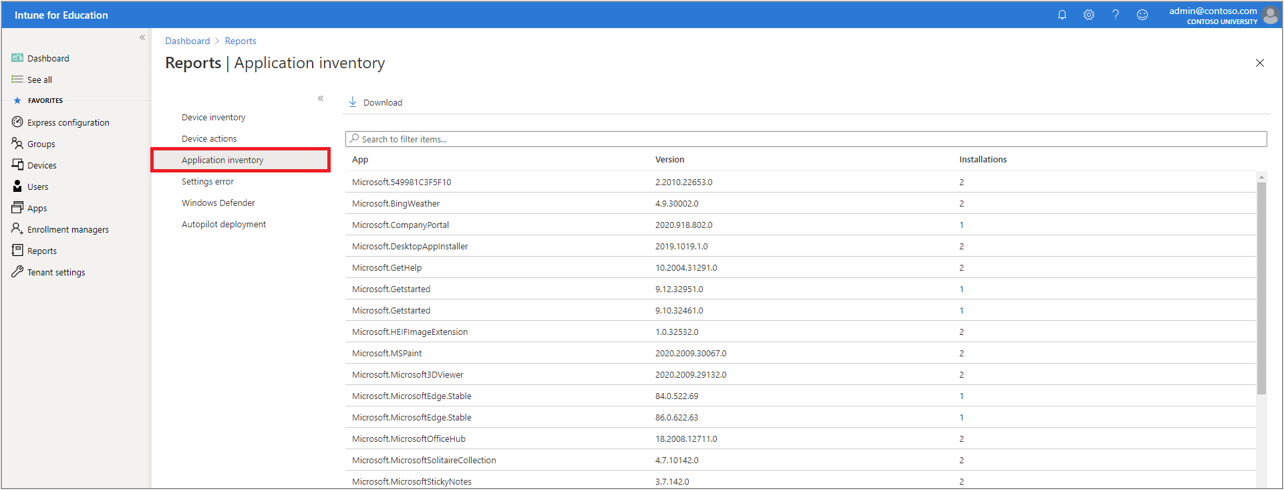 Intune for Education
admin@contoso.com
CONTOSO UNIVERSITY
Dashboard
See all
FAVORITES
Express configuration
Groups
Devices
Users
Apps
Enrollment managers
Reports
Tenant settings
Dashboard > Reports
Reports | Application inventory
Device inventory
Device actions
Application inventory
Settings error
Windows Defender
Autopilot deployment
Download
Search to filter items...
App Version Installations
Microsoft.549981C3F5F10 2.2010.22653.0 2
Microsoft.BingWeather 4.9.30002.0 2
Microsoft.CompanyPortal 2020.918.802.0 1
Microsoft.DesktopAppInstaller 2019.1019.1.0 2
Microsoft.GetHelp 10.2004.31291.0 2
Microsoft.Getstarted 9.12.32951.0 1
Microsoft.Getstarted 9.10.32461.0 1
Microsoft.HEIFImageExtension 1.0.32532.0 2
Microsoft.MSPaint 2020.2009.30067.0 2
Microsoft.Microsoft3DViewer 2020.2009.29132.0 2
Microsoft.MicrosoftEdge.Stable 84.0.522.69 1
Microsoft.MicrosoftEdge.Stable 86.0.622.63 1
Microsoft.MicrosoftOfficeHub 18.2008.12711.0 2
Microsoft.MicrosoftSolitaireCollection 4.7.10142.0 2
Microsoft.MicrosoftStickyNotes 3.7.142.0 2